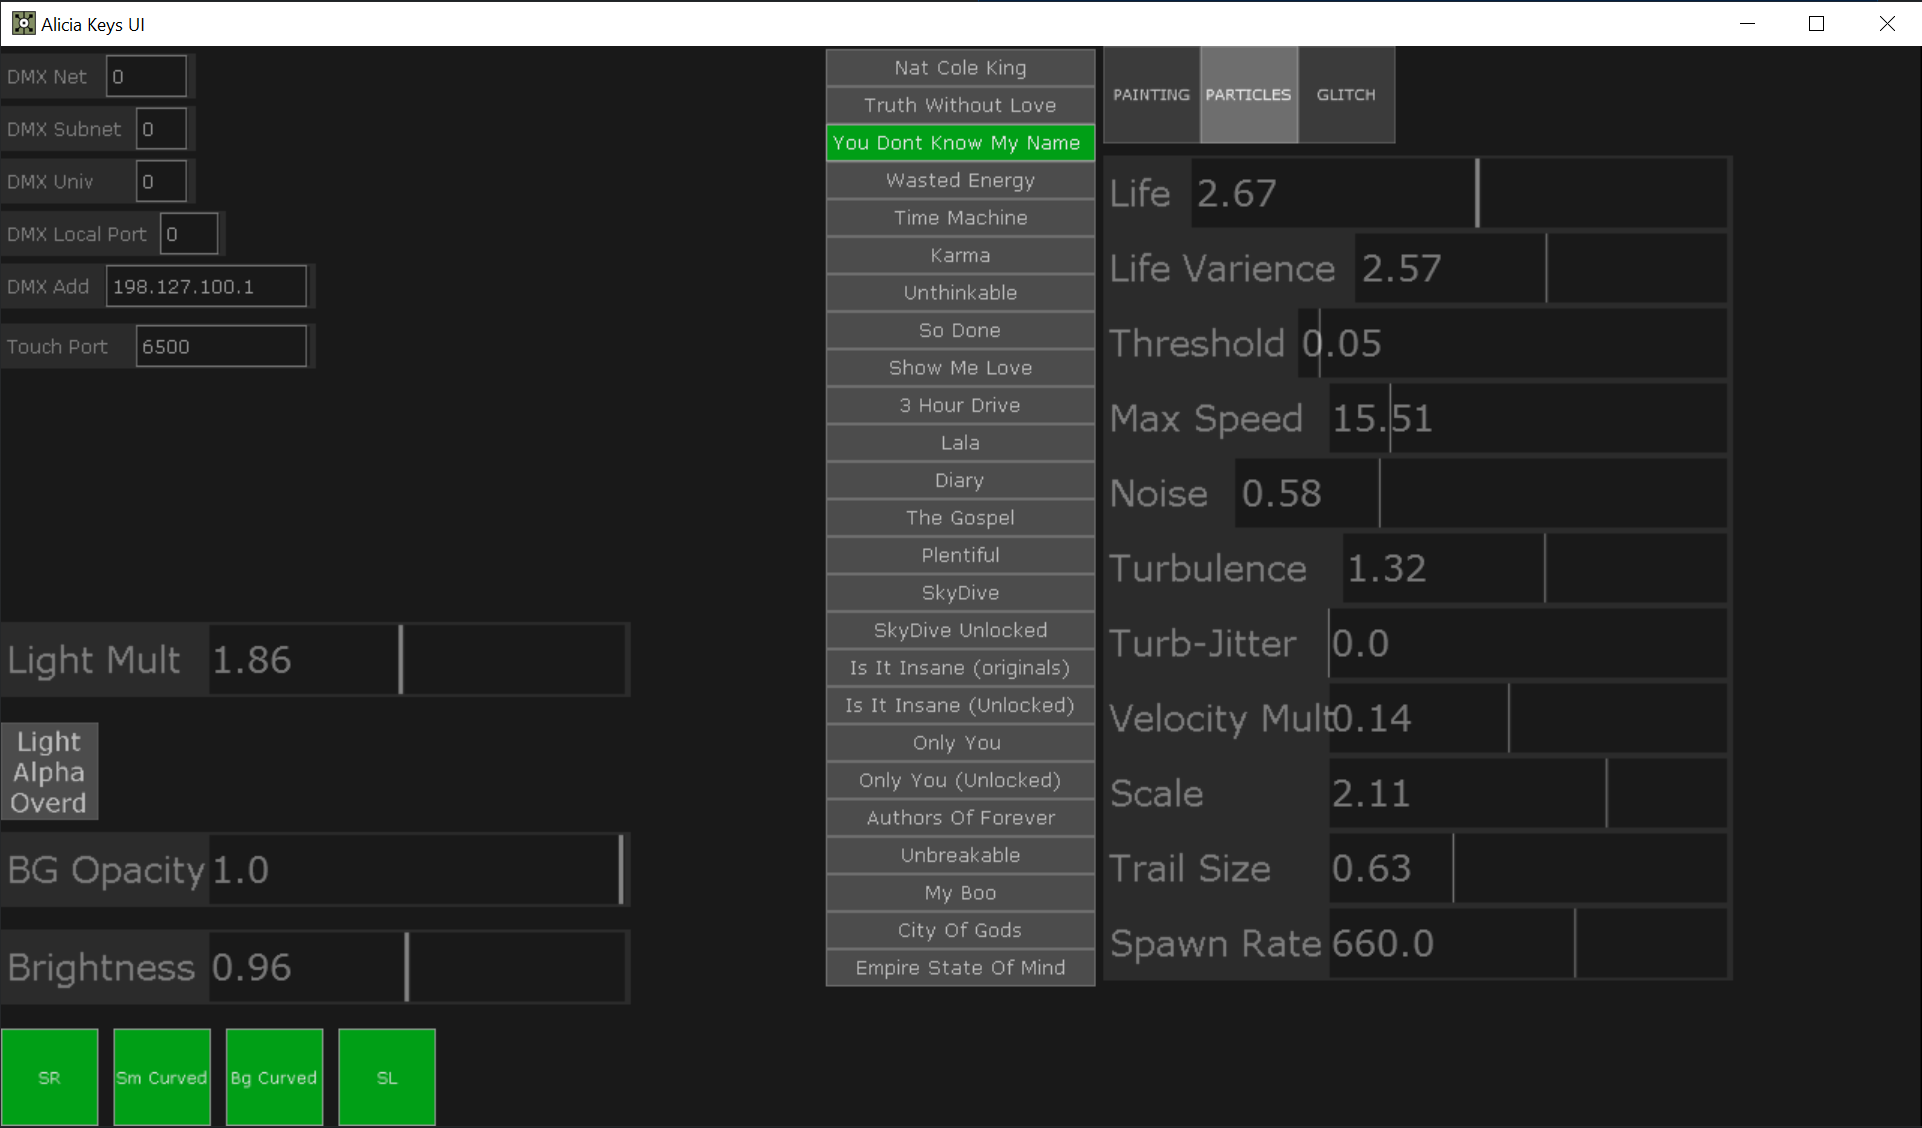 Alicia Keys UI
DMX Net 0
DMX Subnet 0
DMX Univ 0
DMX Local Port 0
DMX Add 198.127.100.1
Touch Port 6500
Light Mult 1.86
Light
Alpha
Overd
BG Opacity 1.0
Brightness 0.96
SR
Sm Curved
Bg Curved
SL
Nat Cole King
Truth Without Love
You Dont Know My Name
Wasted Energy
Time Machine
Karma
Unthinkable
So Done
Show Me Love
3 Hour Drive
Lala
Diary
The Gospel
Plentiful
SkyDive
SkyDive Unlocked
Is It Insane (originals)
Is It Insane (Unlocked)
Only You
Only You (Unlocked)
Authors Of Forever
Unbreakable
My Boo
City Of Gods
Empire State Of Mind
PAINTING PARTICLES GLITCH
Life 2.67
Life Varience 2.57
Threshold 0.05
Max Speed 15.51
Noise 0.58
Turbulence 1.32
Turb-Jitter 0.0
Velocity Mult 0.14
Scale 2.11
Trail Size 0.63
Spawn Rate 660.0